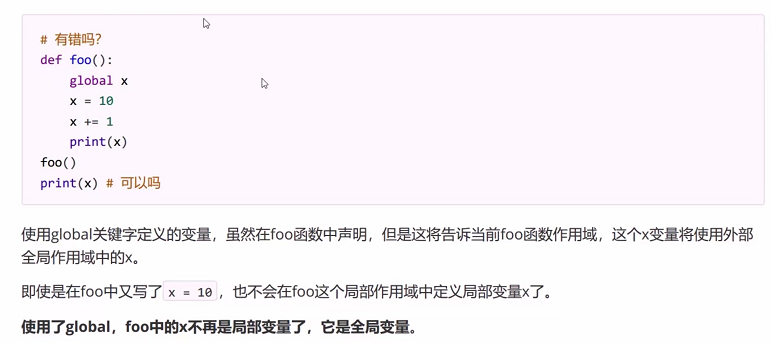 # 有错吗？
def foo():
    global x
    x = 10
    x += 1
    print(x)
foo()
print(x) # 可以吗
使用global关键字定义的变量，虽然在foo函数中声明，但是这将告诉当前foo函数作用域，这个x变量将使用外部
全局作用域中的x。
即使是在foo中又写了 x = 10 ，也不会在foo这个局部作用域中定义局部变量x了。
使用了global，foo中的x不再是局部变量了，它是全局变量。